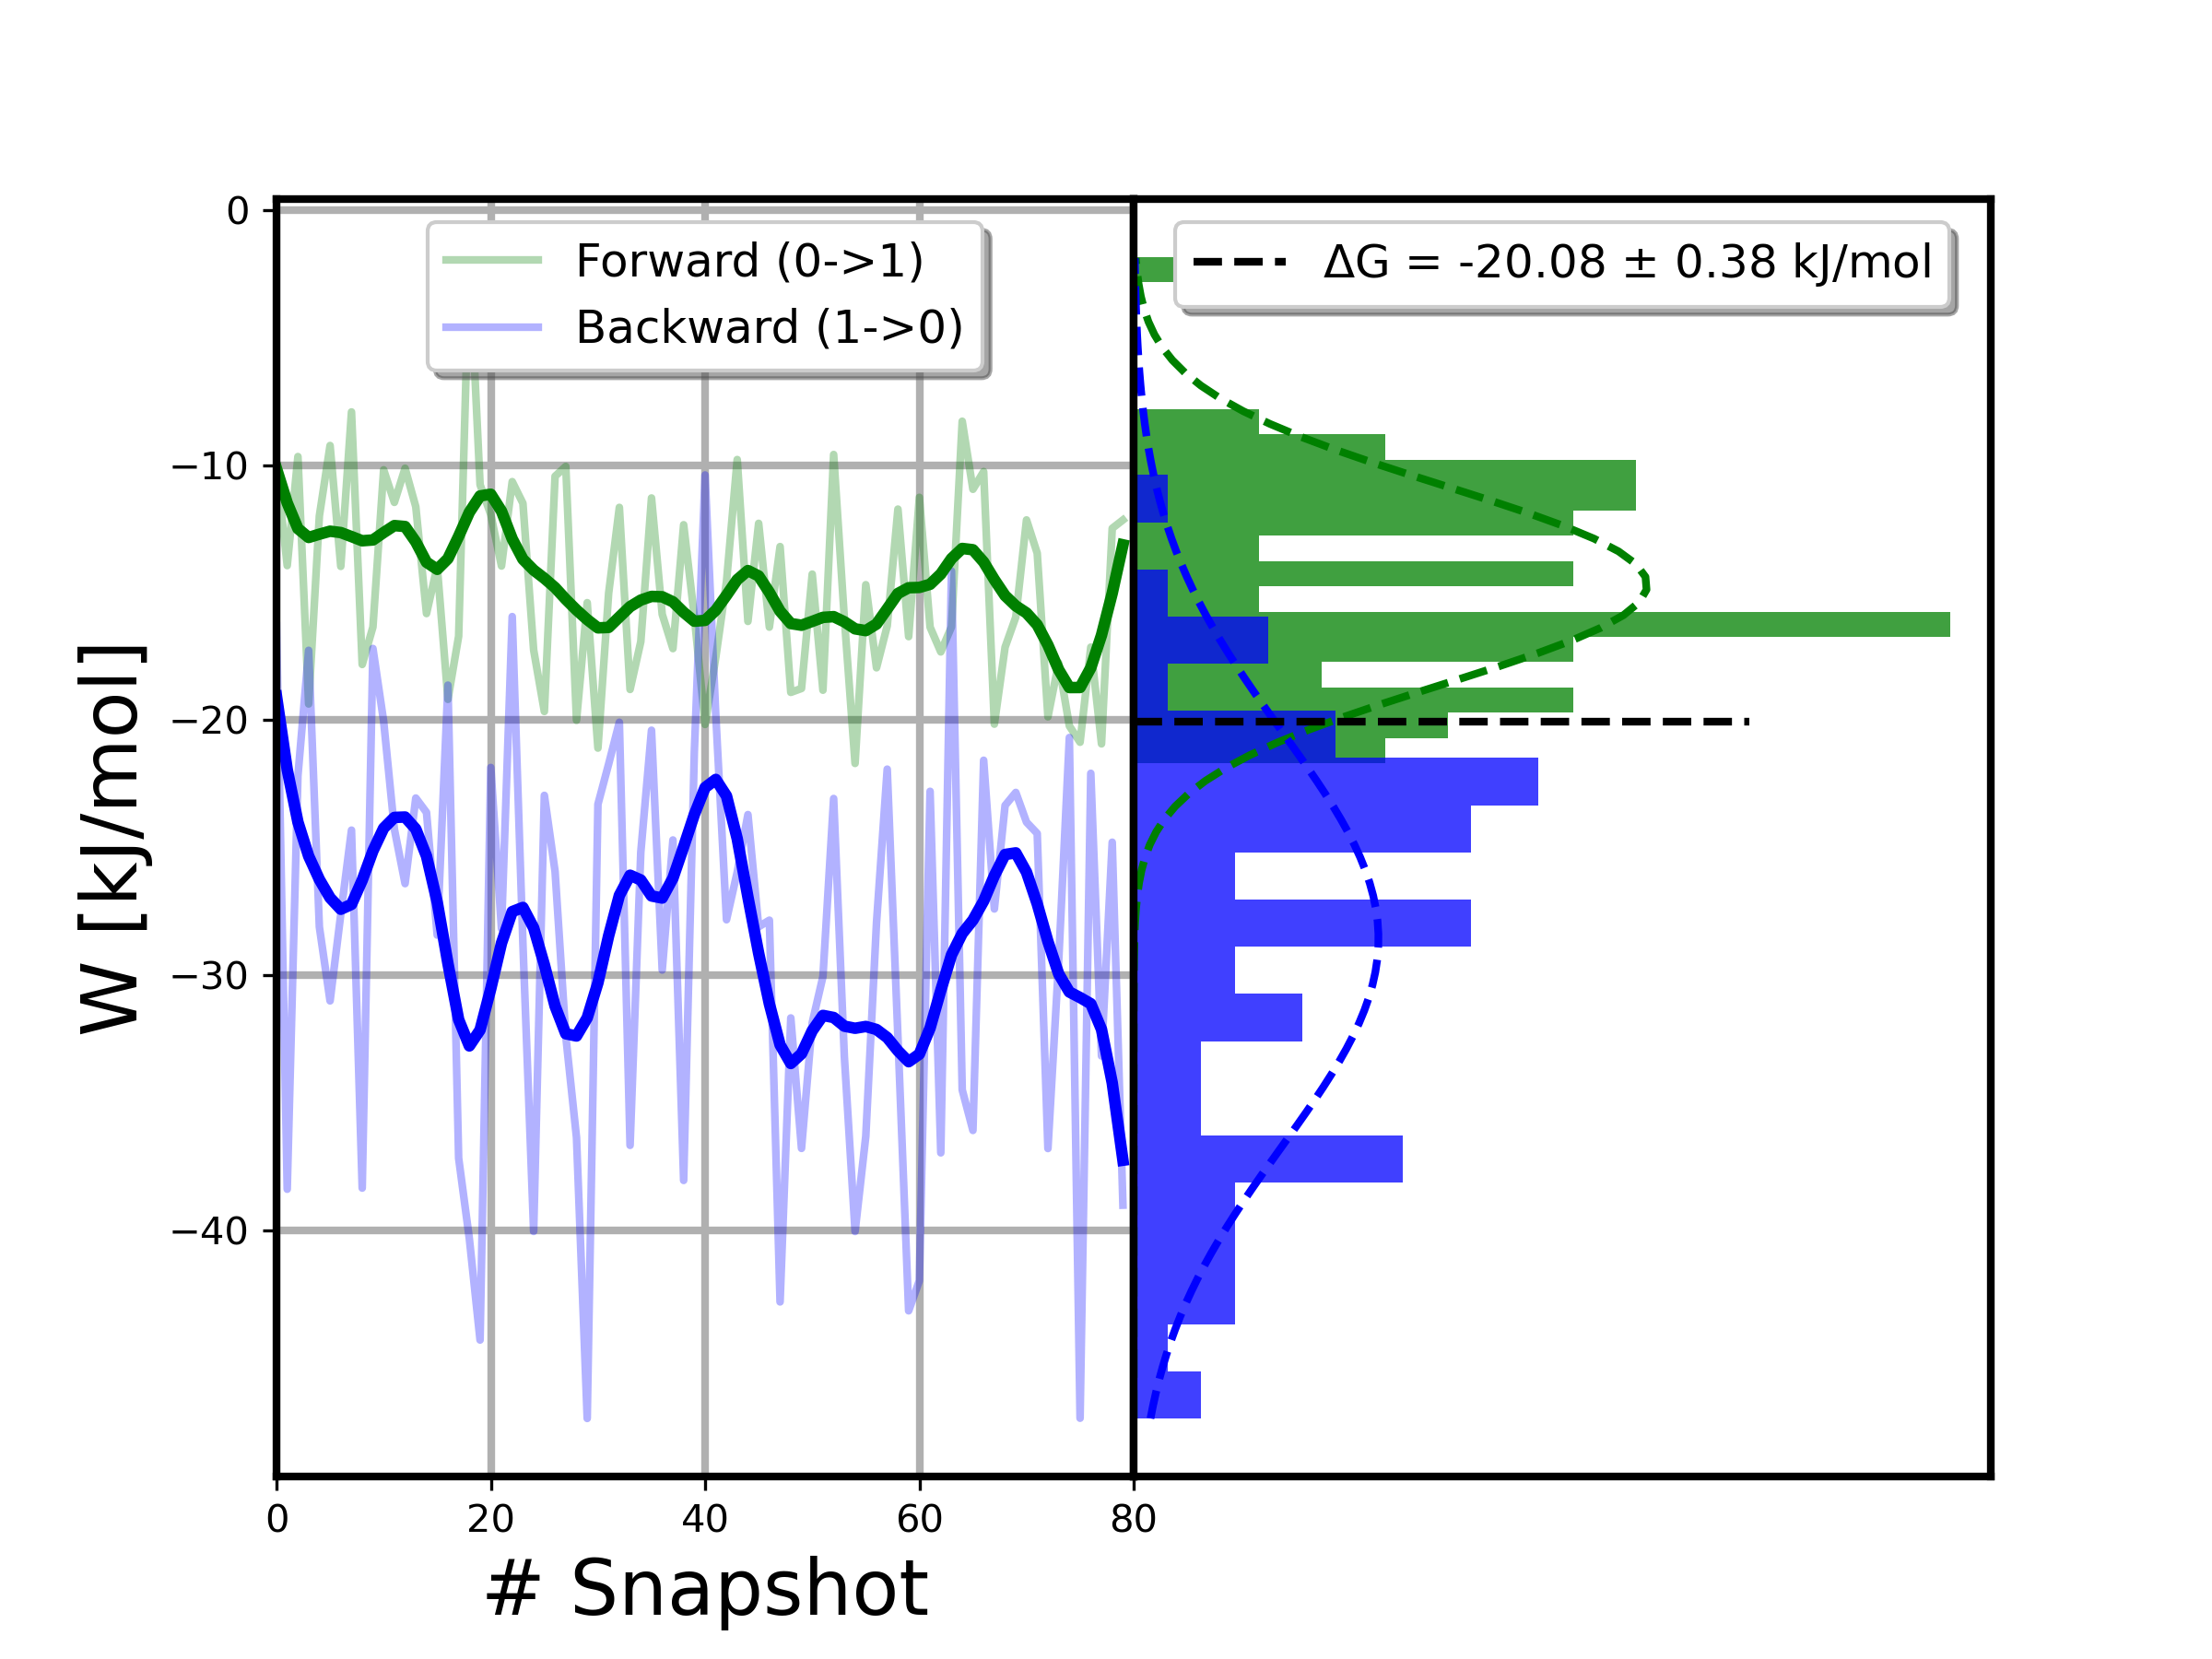 0
−10
−20
−30
−40
W [kJ/mol]
Forward (0->1)
Backward (1->0)
ΔG = -20.08 ± 0.38 kJ/mol
0 20 40 60 80
# Snapshot